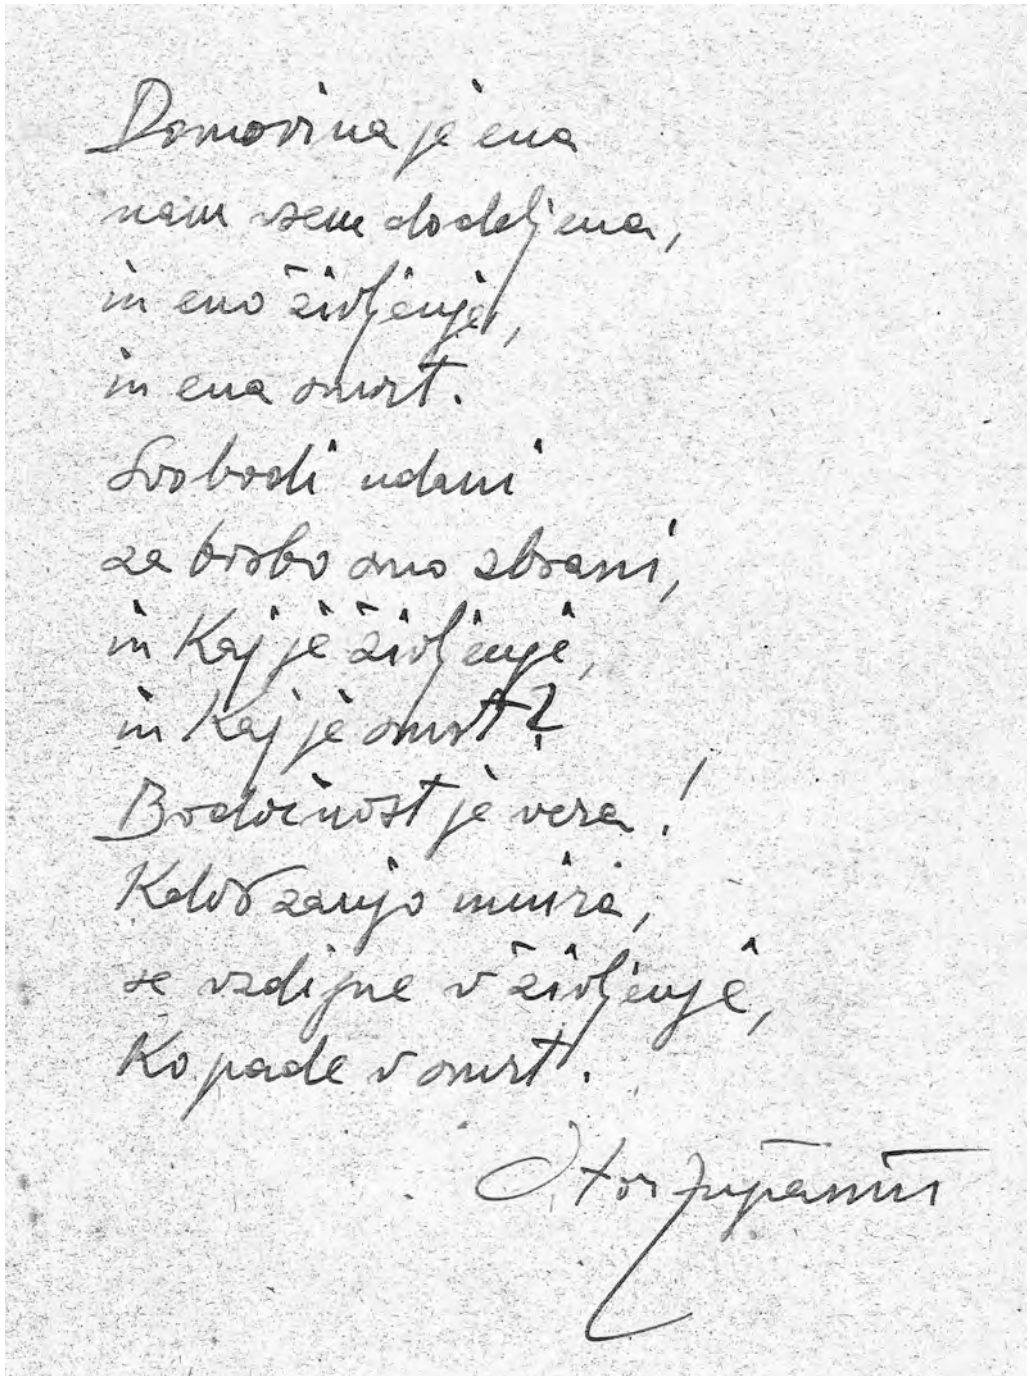 Domovina je ena
nam vsem dodeljena,
in eno življenje,
in ena smrt.
Svobodi udani
za borbo smo zbrani,
in kaj je življenje,
in kaj je smrt?
Bodočnost je vera!
Kdor zanjo umira,
se vzdigne v življenje,
ko pade v smrt.
Oton Župančič